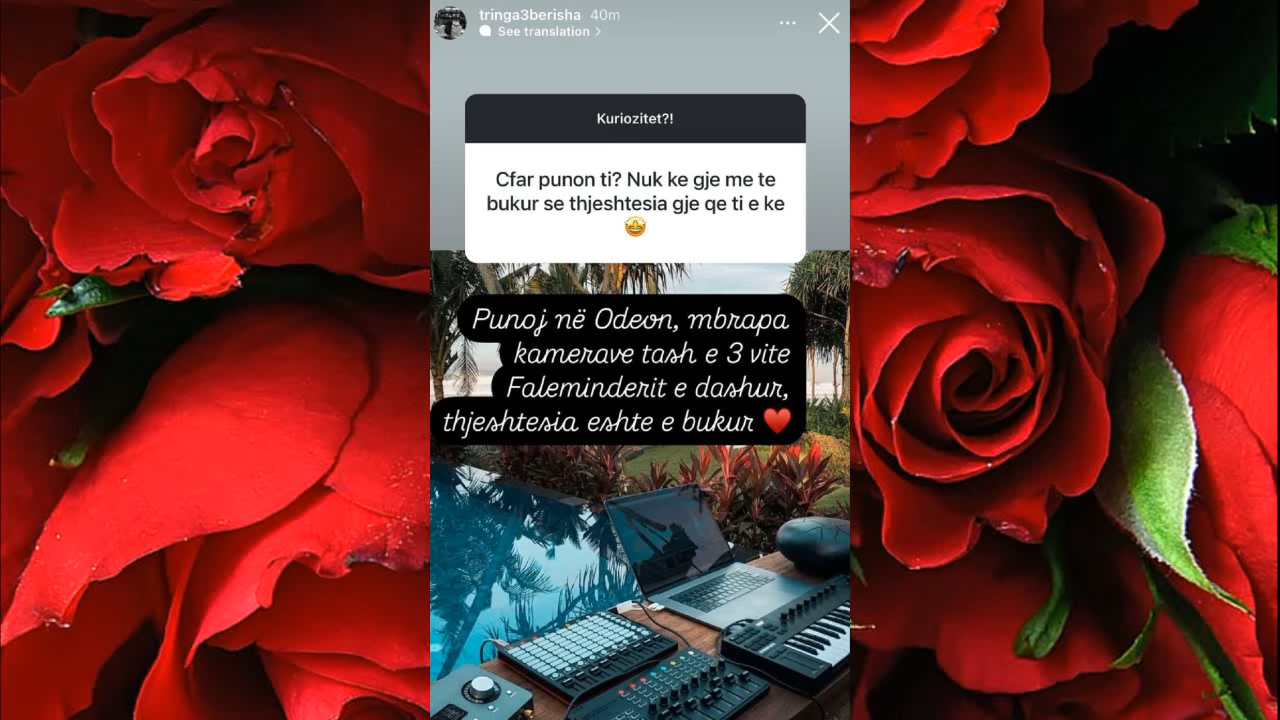 tringa3berisha 40m
See translation >
Kuriozitet?!
Cfar punon ti? Nuk ke gje me te
bukur se thjeshtesia gje qe ti e ke
🤩
Punoj në Odeon, mbrapa
kamerave tash e 3 vite
Faleminderit e dashur,
thjeshtesia eshte e bukur ❤️